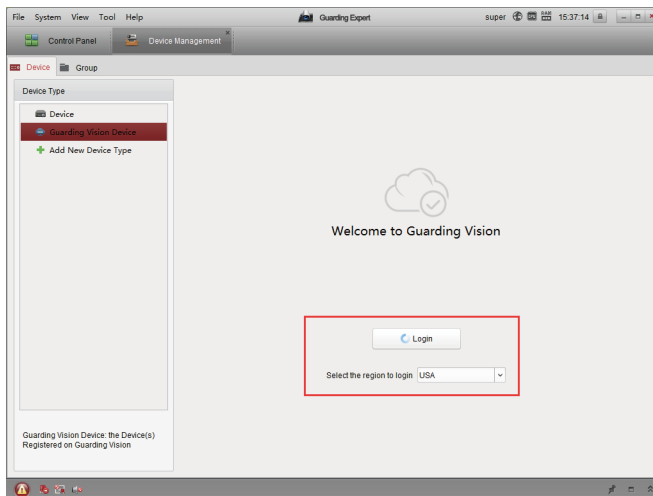 File System View Tool Help Guarding Expert super 15:37:14
Control Panel Device Management
Device Group
Device Type
Device
Guarding Vision Device
Add New Device Type
Welcome to Guarding Vision
Login
Select the region to login USA
Guarding Vision Device: the Device(s)
Registered on Guarding Vision